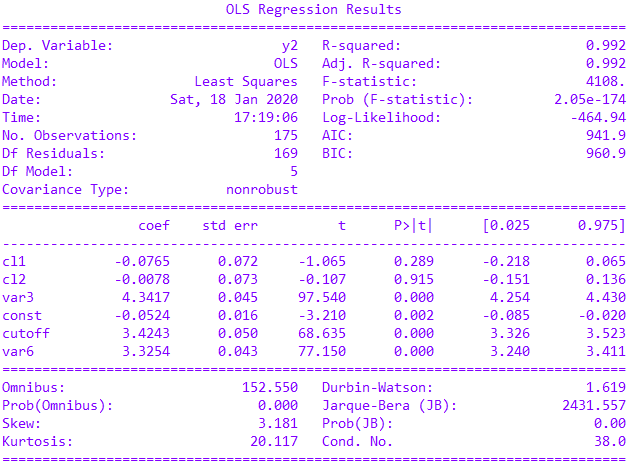 OLS Regression Results
==============================================================================
Dep. Variable:                     y2   R-squared:                       0.992
Model:                            OLS   Adj. R-squared:                  0.992
Method:                 Least Squares   F-statistic:                     4108.
Date:                Sat, 18 Jan 2020   Prob (F-statistic):          2.05e-174
Time:                        17:19:06   Log-Likelihood:                -464.94
No. Observations:                 175   AIC:                             941.9
Df Residuals:                     169   BIC:                             960.9
Df Model:                           5
Covariance Type:            nonrobust
==============================================================================
                 coef    std err          t      P>|t|      [0.025      0.975]
------------------------------------------------------------------------------
cl1           -0.0765      0.072     -1.065      0.289      -0.218       0.065
cl2           -0.0078      0.073     -0.107      0.915      -0.151       0.136
var3           4.3417      0.045     97.540      0.000       4.254       4.430
const         -0.0524      0.016     -3.210      0.002      -0.085      -0.020
cutoff         3.4243      0.050     68.635      0.000       3.326       3.523
var6           3.3254      0.043     77.150      0.000       3.240       3.411
==============================================================================
Omnibus:                      152.550   Durbin-Watson:                   1.619
Prob(Omnibus):                  0.000   Jarque-Bera (JB):             2431.557
Skew:                           3.181   Prob(JB):                         0.00
Kurtosis:                      20.117   Cond. No.                         38.0
==============================================================================